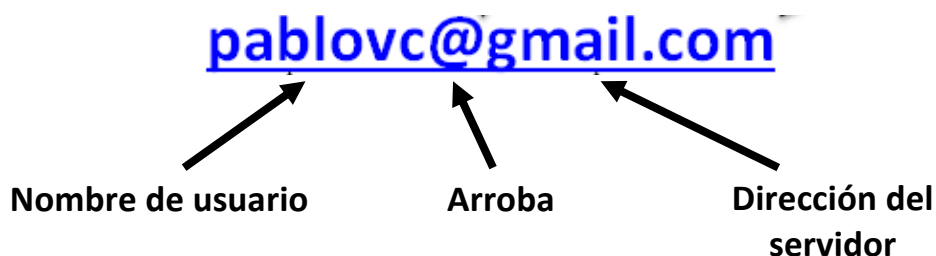 pablovc@gmail.com
Nombre de usuario
Arroba
Dirección del
servidor